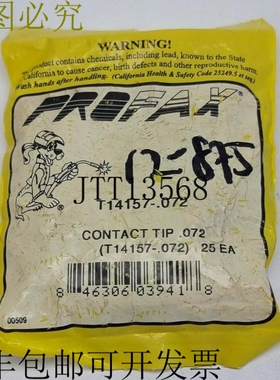 图必究
WARNING!
product contains chemicals, including lead, known to the State
California to cause cancer, birth defects and other reproductive harm.
sh hands after handling. (California Health & Safety Code 25249.5 et seq.)
PROFAX
12-875
JTT13568
T14157-.072
CONTACT TIP .072
(T14157-.072) 25 EA
8 46306 03941 8
00509
包邮可开发票